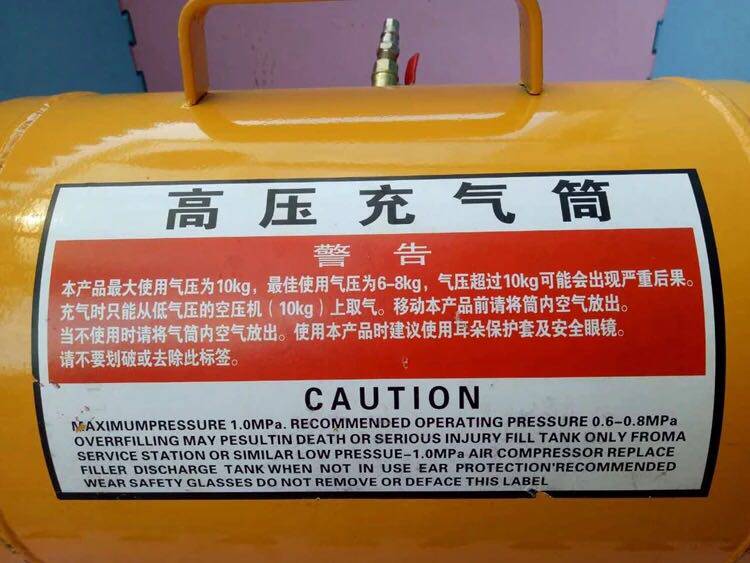 高压充气筒
警告
本产品最大使用气压为10kg，最佳使用气压为6-8kg，气压超过10kg可能会出现严重后果。
充气时只能从低气压的空压机（10kg）上取气。移动本产品前请将筒内空气放出。
当不使用时请将气筒内空气放出。使用本产品时建议使用耳朵保护套及安全眼镜。
请不要划破或去除此标签。
CAUTION
MAXIMUMPRESSURE 1.0MPa. RECOMMENDED OPERATING PRESSURE 0.6-0.8MPa
OVERRFILLING MAY PESULTIN DEATH OR SERIOUS INJURY FILL TANK ONLY FROMA
SERVICE STATION OR SIMILAR LOW PRESSUE-1.0MPa AIR COMPRESSOR REPLACE
FILLER DISCHARGE TANK WHEN NOT IN USE EAR PROTECTION'RECOMMENDED
WEAR SAFETY GLASSES DO NOT REMOVE OR DEFACE THIS LABEL